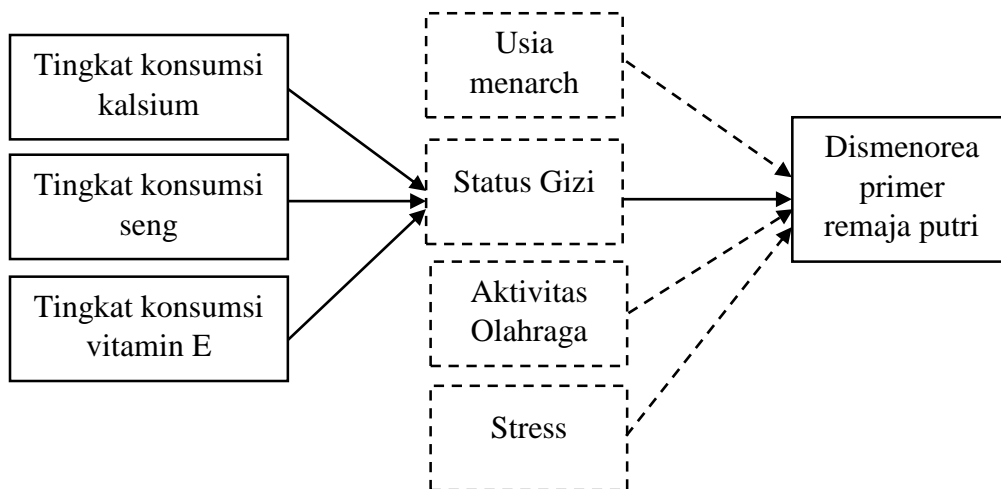 Tingkat konsumsi
kalsium
Tingkat konsumsi
seng
Tingkat konsumsi
vitamin E
Usia
menarch
Status Gizi
Aktivitas
Olahraga
Stress
Dismenorea
primer
remaja putri